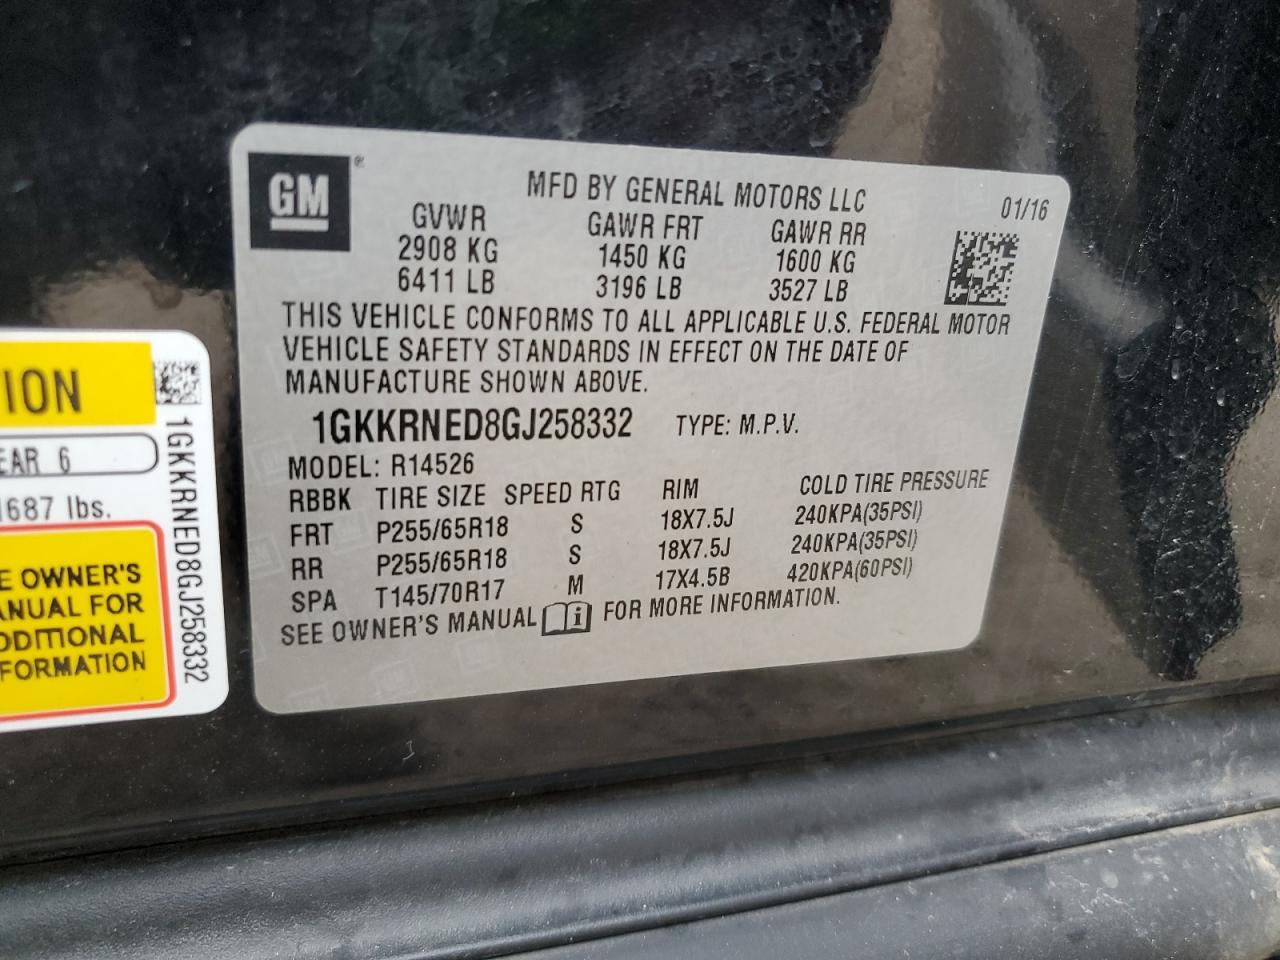 GM
®
MFD BY GENERAL MOTORS LLC
01/16
GVWR GAWR FRT GAWR RR
2908 KG 1450 KG 1600 KG
6411 LB 3196 LB 3527 LB
THIS VEHICLE CONFORMS TO ALL APPLICABLE U.S. FEDERAL MOTOR
VEHICLE SAFETY STANDARDS IN EFFECT ON THE DATE OF
MANUFACTURE SHOWN ABOVE.
1GKKRNED8GJ258332 TYPE: M.P.V.
MODEL: R14526
RBBK TIRE SIZE SPEED RTG RIM COLD TIRE PRESSURE
FRT P255/65R18 S 18X7.5J 240KPA(35PSI)
RR P255/65R18 S 18X7.5J 240KPA(35PSI)
SPA T145/70R17 M 17X4.5B 420KPA(60PSI)
SEE OWNER'S MANUAL i FOR MORE INFORMATION.
ION
EAR 6
1687 lbs.
E OWNER'S
ANUAL FOR
DDITIONAL
FORMATION
1GKKRNED8GJ258332